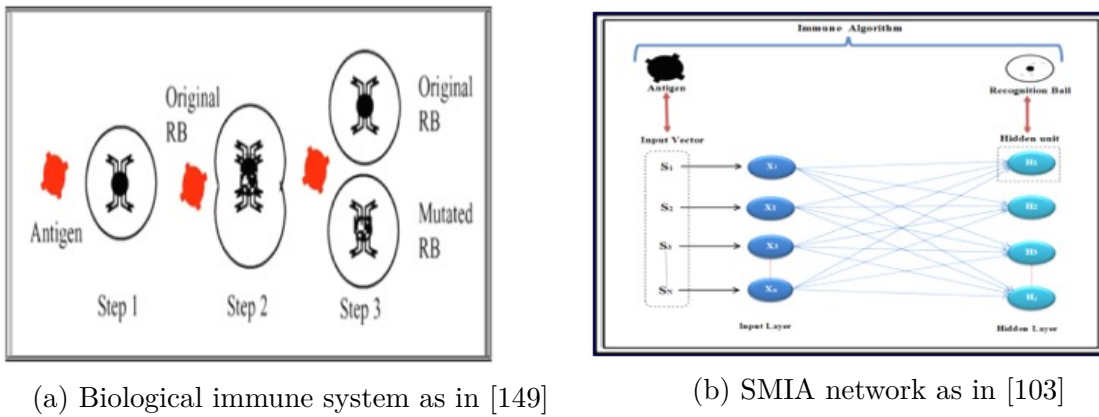 Original
RB
Antigen
Step 1
Step 2
Step 3
Original
RB
Mutated
RB
(a) Biological immune system as in [149]
Immune Algorithm
Antigen
Recognition Ball
Input Vector
Hidden unit
S1
X1
H1
S2
X2
H2
S3
X3
H3
SN
Xn
Input Layer
Hidden Layer
(b) SMIA network as in [103]